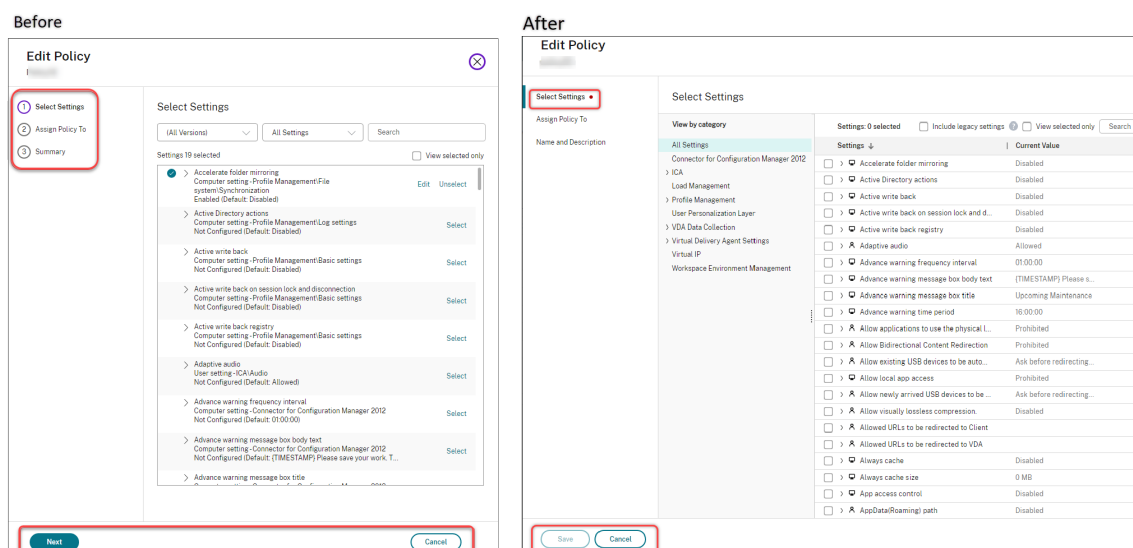 Before
Edit Policy
1 Select Settings
2 Assign Policy To
3 Summary
Select Settings
(All Versions) All Settings Search
Settings 19 selected View selected only
Accelerate folder mirroring
Computer setting - Profile Management\File
system\Synchronization
Enabled (Default: Disabled)
Edit Unselect
Active Directory actions
Computer setting - Profile Management\Log settings
Not Configured (Default: Disabled)
Select
Active write back
Computer setting - Profile Management\Basic settings
Not Configured (Default: Disabled)
Select
Active write back on session lock and disconnection
Computer setting - Profile Management\Basic settings
Not Configured (Default: Disabled)
Select
Active write back registry
Computer setting - Profile Management\Basic settings
Not Configured (Default: Disabled)
Select
Adaptive audio
User setting - ICA\Audio
Not Configured (Default: Allowed)
Select
Advance warning frequency interval
Computer setting - Connector for Configuration Manager 2012
Not Configured (Default: 01:00:00)
Select
Advance warning message box body text
Computer setting - Connector for Configuration Manager 2012
Not Configured (Default: {TIMESTAMP} Please save your work. T...
Select
Advance warning message box title
Next Cancel
After
Edit Policy
Select Settings
Assign Policy To
Name and Description
Select Settings
View by category
All Settings
Connector for Configuration Manager 2012
ICA
Load Management
Profile Management
User Personalization Layer
VDA Data Collection
Virtual Delivery Agent Settings
Virtual IP
Workspace Environment Management
Settings: 0 selected Include legacy settings ? View selected only Search
Settings ↓ Current Value
Accelerate folder mirroring Disabled
Active Directory actions Disabled
Active write back Disabled
Active write back on session lock and d... Disabled
Active write back registry Disabled
Adaptive audio Allowed
Advance warning frequency interval 01:00:00
Advance warning message box body text {TIMESTAMP} Please s...
Advance warning message box title Upcoming Maintenance
Advance warning time period 16:00:00
Allow applications to use the physical l... Prohibited
Allow Bidirectional Content Redirection Prohibited
Allow existing USB devices to be auto... Ask before redirecting...
Allow local app access Prohibited
Allow newly arrived USB devices to be ... Ask before redirecting...
Allow visually lossless compression. Disabled
Allowed URLs to be redirected to Client
Allowed URLs to be redirected to VDA
Always cache Disabled
Always cache size 0 MB
App access control Disabled
AppData(Roaming) path Disabled
Save Cancel